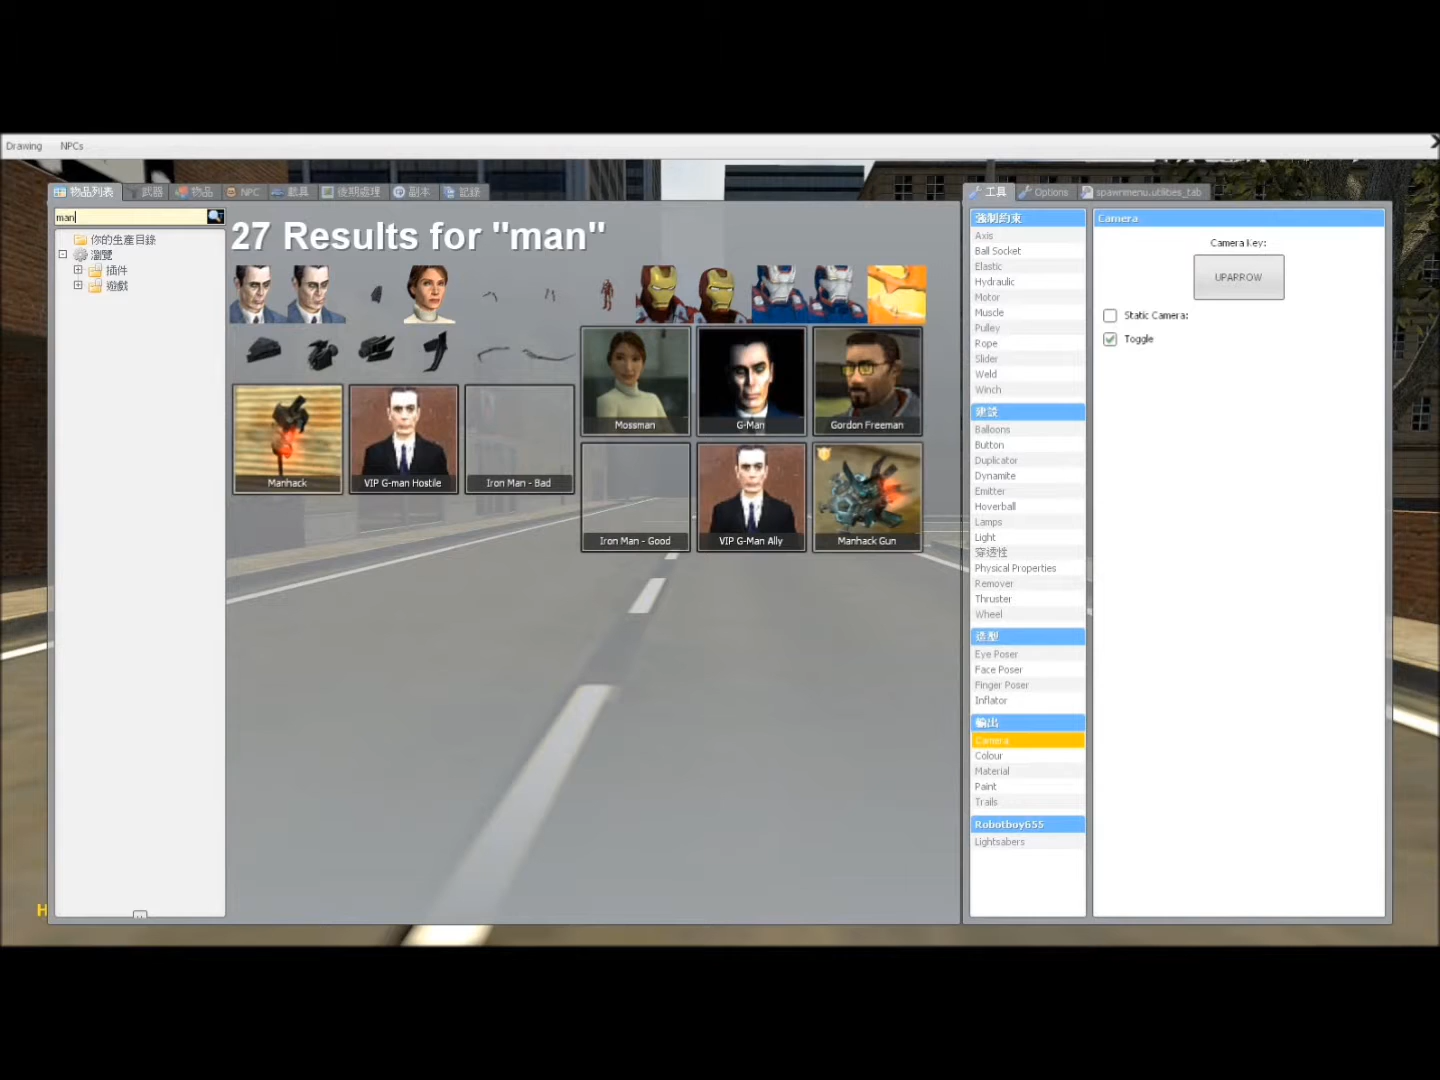 Drawing NPCs
物品列表 武器 物品 NPC 載具 後期處理 副本 記錄
工具 Options spawnmenu.utilities_tab
man
你的生產目錄
瀏覽
插件
遊戲
27 Results for "man"
Mossman
G-Man
Gordon Freeman
Manhack
VIP G-man Hostile
Iron Man - Bad
Iron Man - Good
VIP G-Man Ally
Manhack Gun
強制約束
Axis
Ball Socket
Elastic
Hydraulic
Motor
Muscle
Pulley
Rope
Slider
Weld
Winch
建設
Balloons
Button
Duplicator
Dynamite
Emitter
Hoverball
Lamps
Light
穿透性
Physical Properties
Remover
Thruster
Wheel
造型
Eye Poser
Face Poser
Finger Poser
Inflator
輸出
Camera
Colour
Material
Paint
Trails
Robotboy655
Lightsabers
Camera
Camera Key:
UPARROW
Static Camera:
Toggle
H